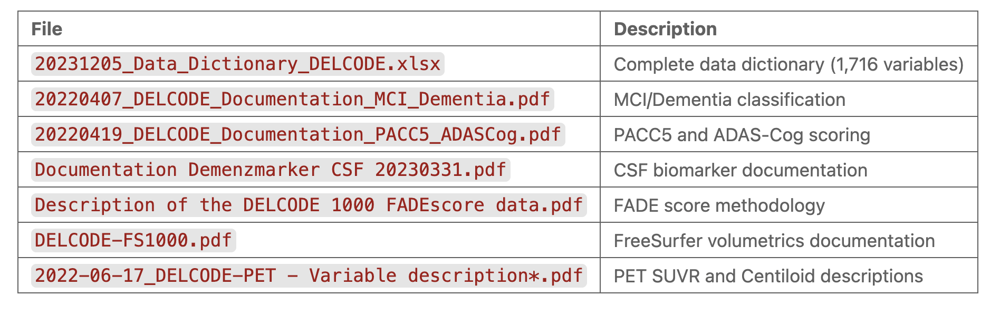 File Description
20231205_Data_Dictionary_DELCODE.xlsx Complete data dictionary (1,716 variables)
20220407_DELCODE_Documentation_MCI_Dementia.pdf MCI/Dementia classification
20220419_DELCODE_Documentation_PACC5_ADASCog.pdf PACC5 and ADAS-Cog scoring
Documentation Demenzmarker CSF 20230331.pdf CSF biomarker documentation
Description of the DELCODE 1000 FADEscore data.pdf FADE score methodology
DELCODE-FS1000.pdf FreeSurfer volumetrics documentation
2022-06-17_DELCODE-PET - Variable description*.pdf PET SUVR and Centiloid descriptions